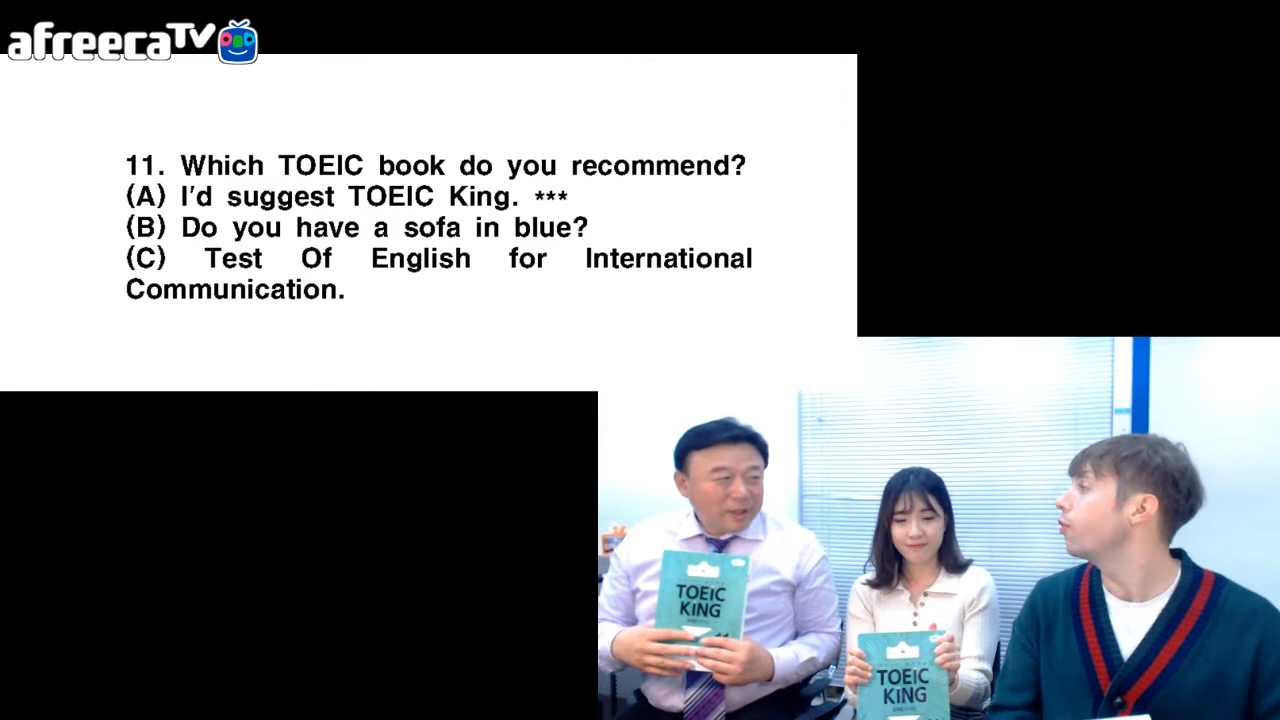 afreecaTV
11. Which TOEIC book do you recommend?
(A) I'd suggest TOEIC King. ***
(B) Do you have a sofa in blue?
(C) Test Of English for International
Communication.
TOEIC
KING
TOEIC
KING